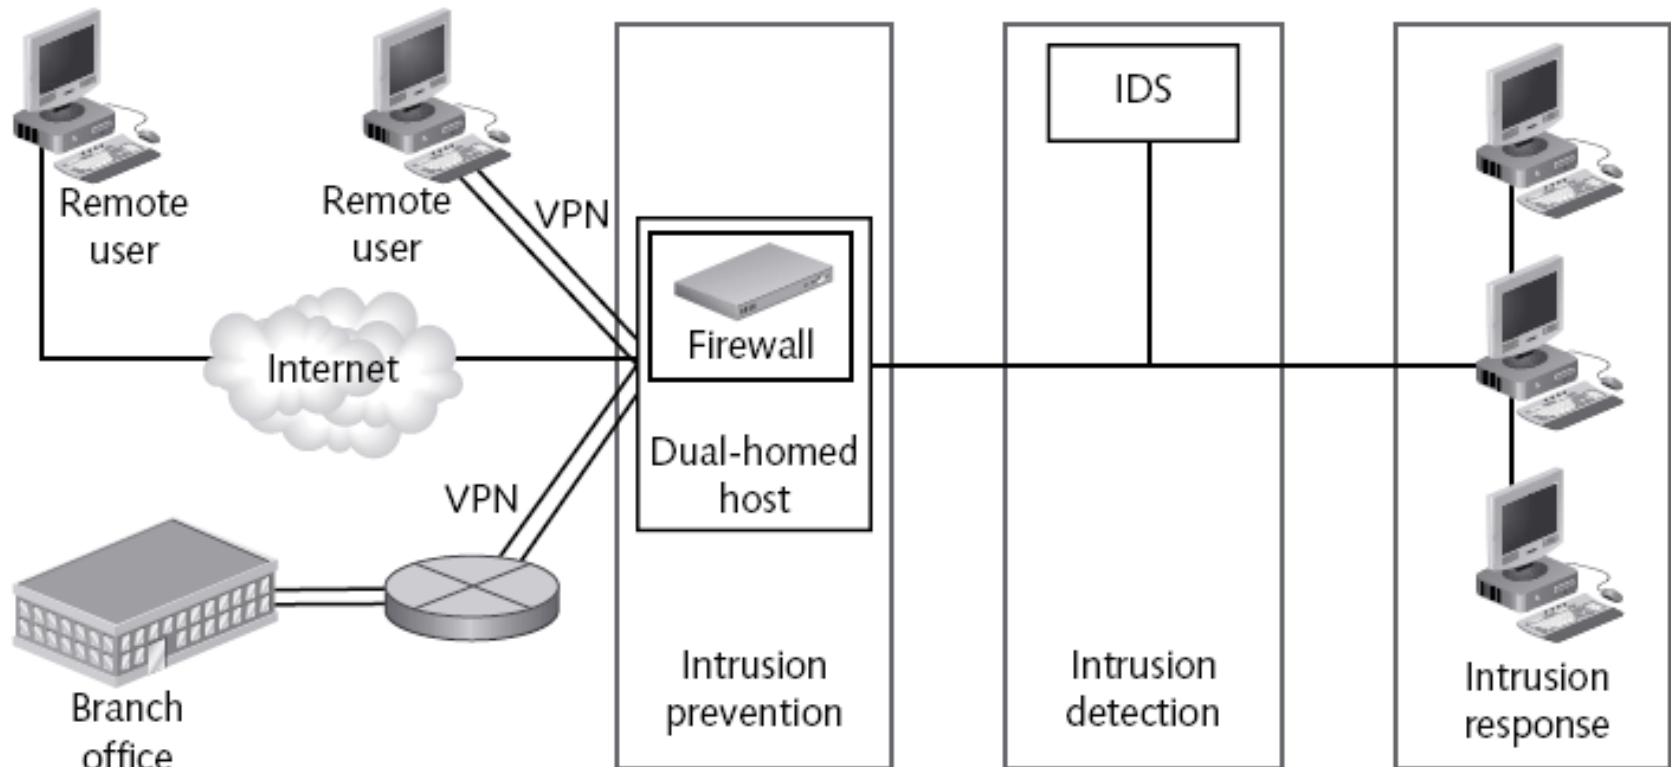 Remote
user
Remote
user
VPN
Internet
VPN
Branch
office
Firewall
Dual-homed
host
Intrusion
prevention
IDS
Intrusion
detection
Intrusion
response